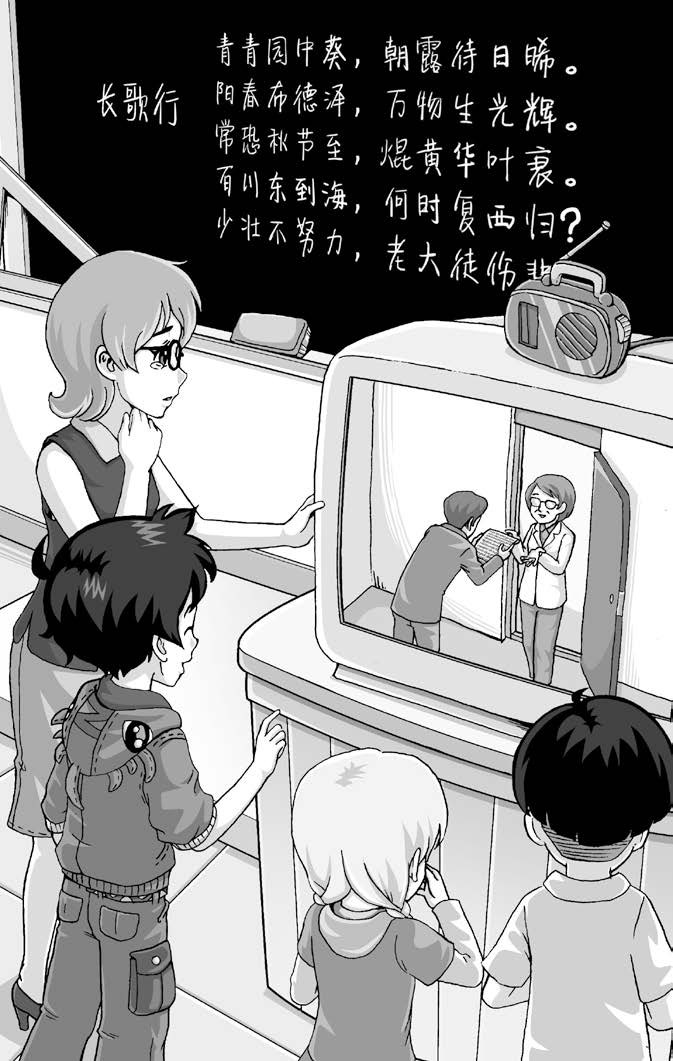 长歌行
青青园中葵，朝露待日晞。
阳春布德泽，万物生光辉。
常恐秋节至，焜黄华叶衰。
百川东到海，何时复西归？
少壮不努力，老大徒伤悲